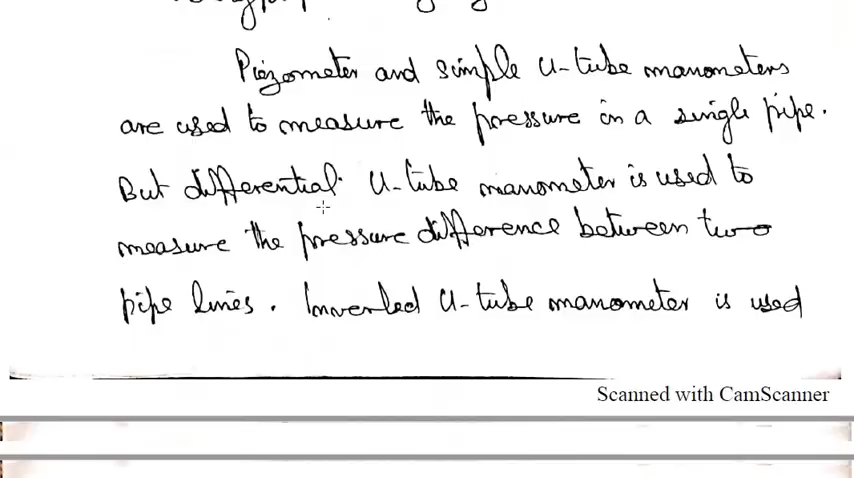 Piezometer and simple U-tube manometers
are used to measure the pressure in a single pipe.
But differential U-tube manometer is used to
measure the pressure difference between two
pipe lines. Inverted U-tube manometer is used
Scanned with CamScanner